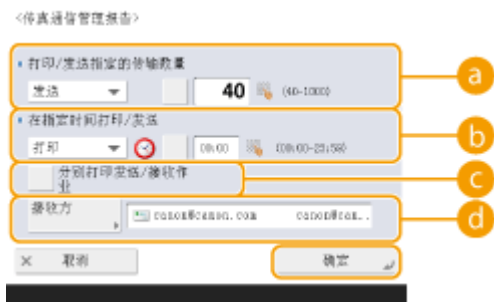 <传真通信管理报告>
打印/发送指定的传输数量
a
发送 40 (40-1000)
在指定时间打印/发送
b
打印 00:00 (00:00-23:59)
分别打印发送/接收作
业
c
接收方 canon@canon.com canon@can..
d
× 取消 确定